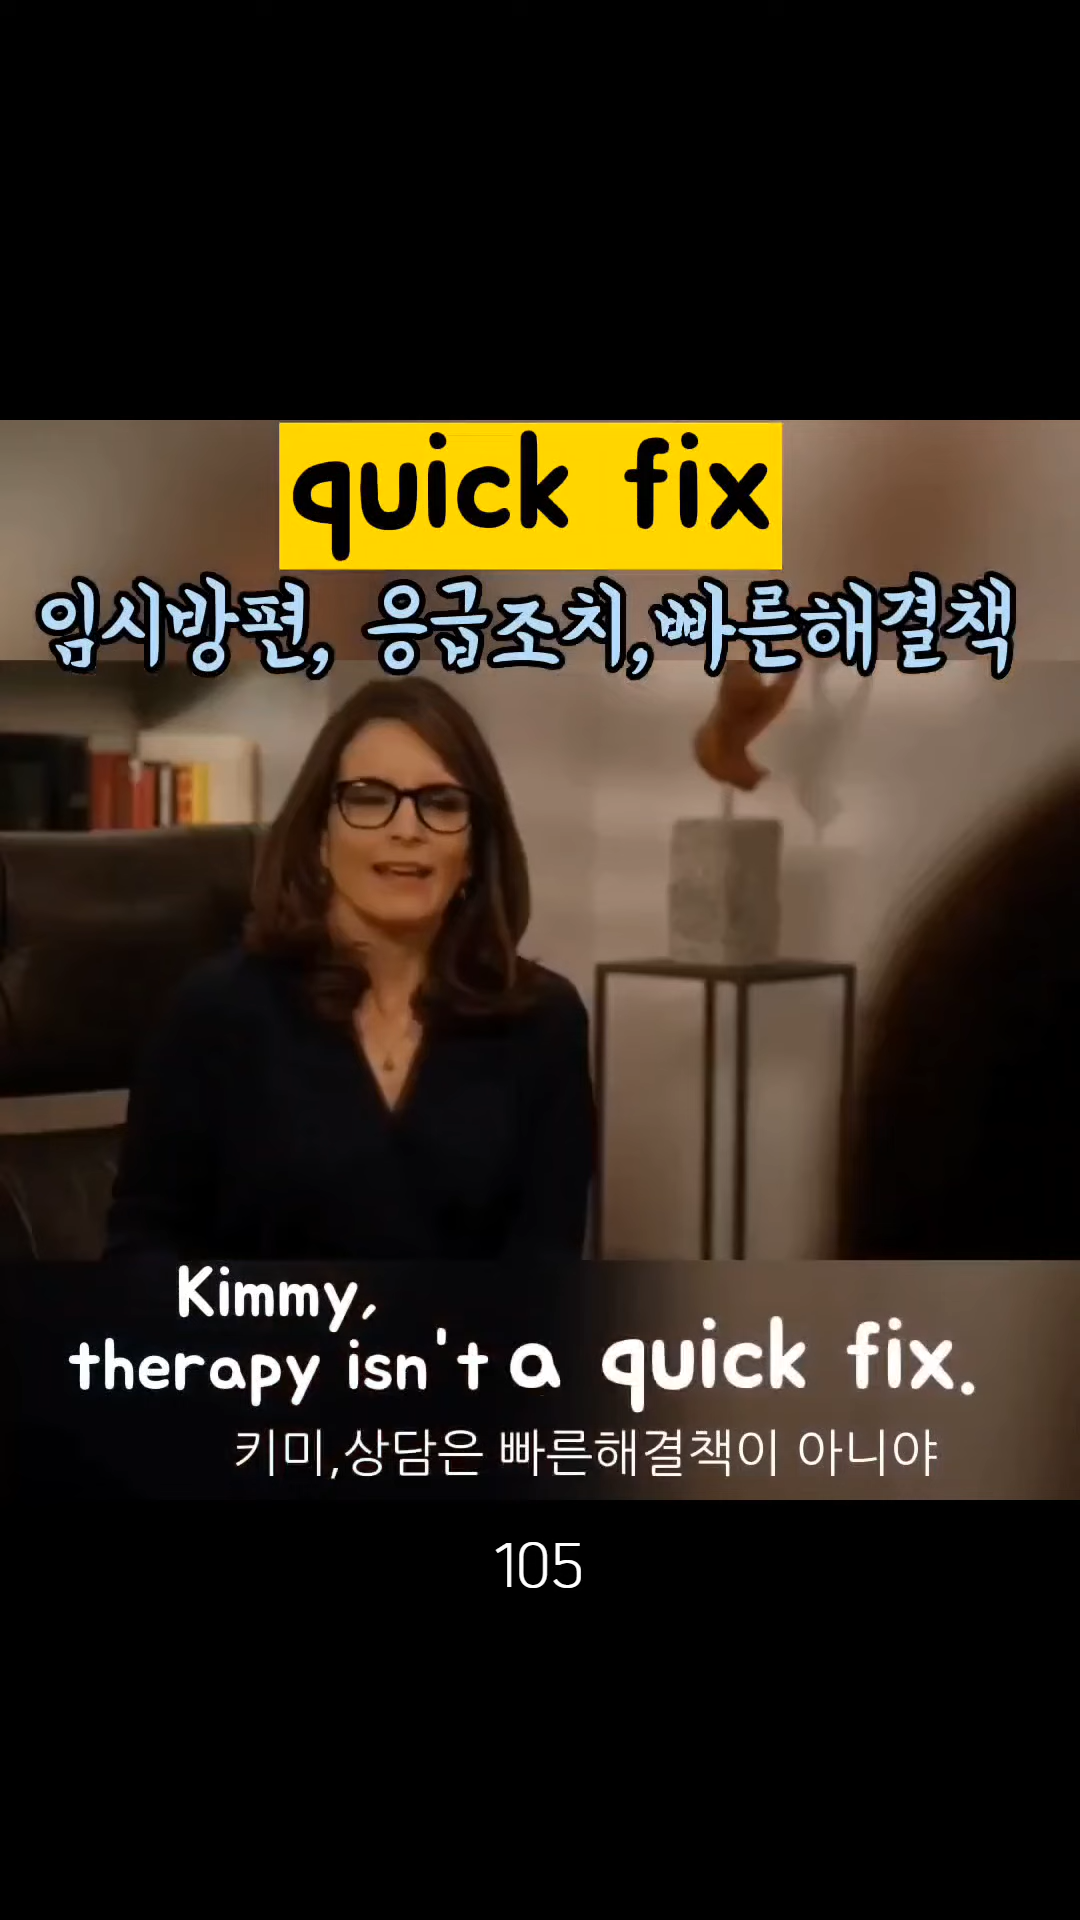 quick fix
임시방편, 응급조치,빠른해결책
Kimmy,
therapy isn't a quick fix.
키미,상담은 빠른해결책이 아니야
105